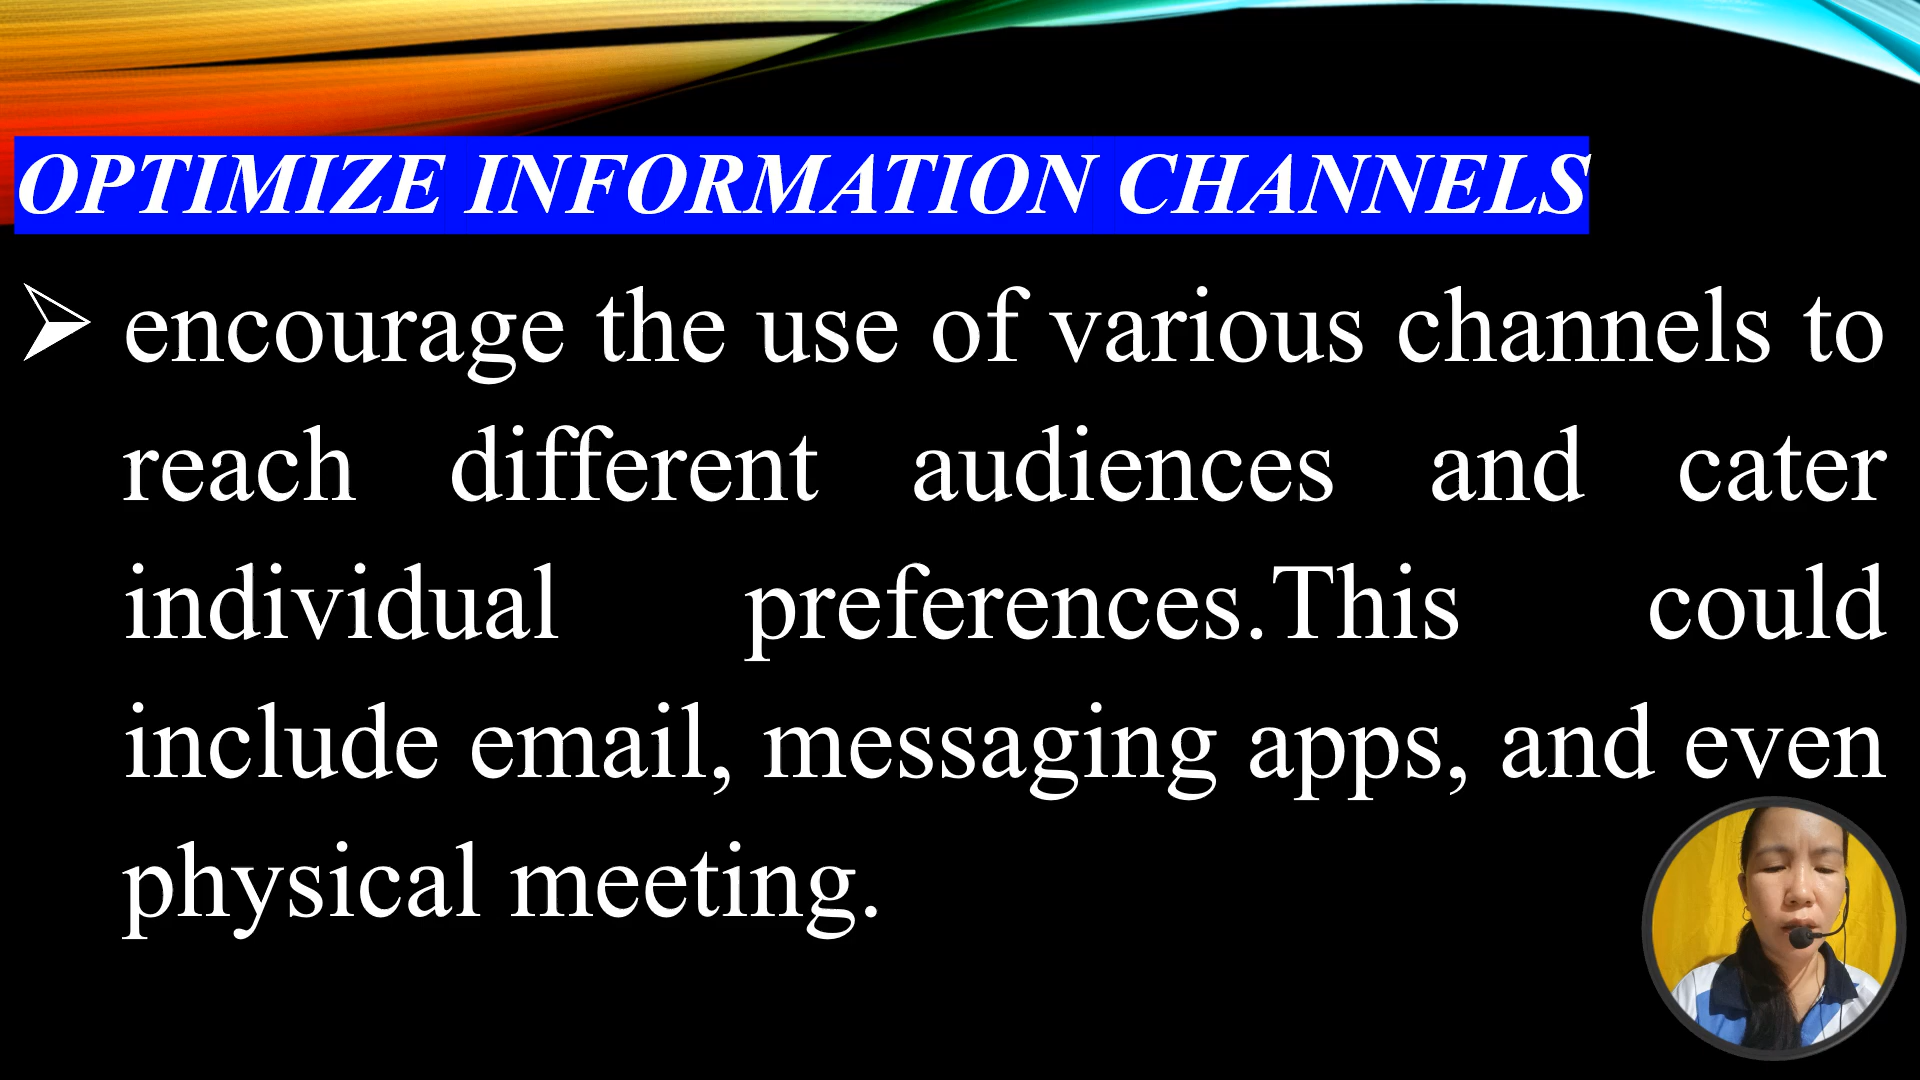 OPTIMIZE INFORMATION CHANNELS
➢ encourage the use of various channels to
reach different audiences and cater
individual preferences.This could
include email, messaging apps, and even
physical meeting.